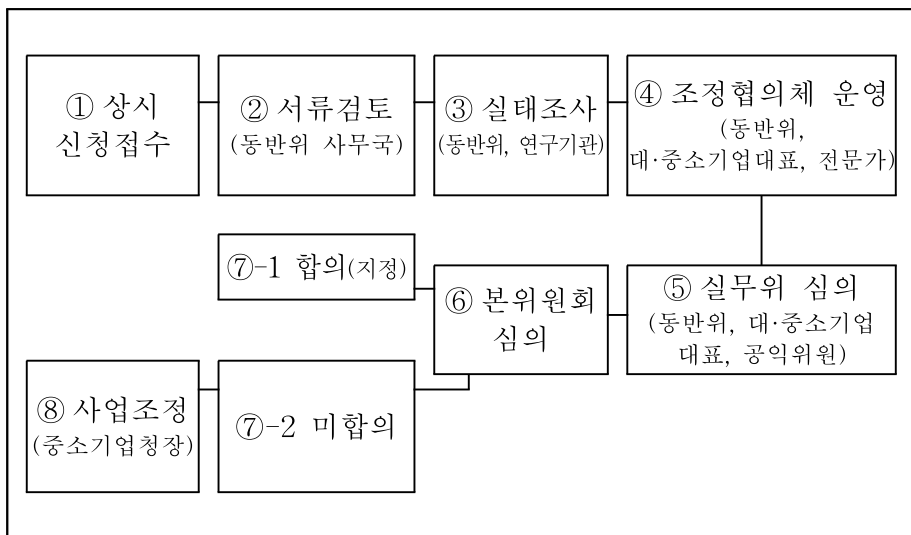 ① 상시
신청접수
② 서류검토
(동반위 사무국)
③ 실태조사
(동반위, 연구기관)
④ 조정협의체 운영
(동반위,
대·중소기업대표, 전문가)
⑤ 실무위 심의
(동반위, 대·중소기업
대표, 공익위원)
⑥ 본위원회
심의
⑦-1 합의(지정)
⑦-2 미합의
⑧ 사업조정
(중소기업청장)